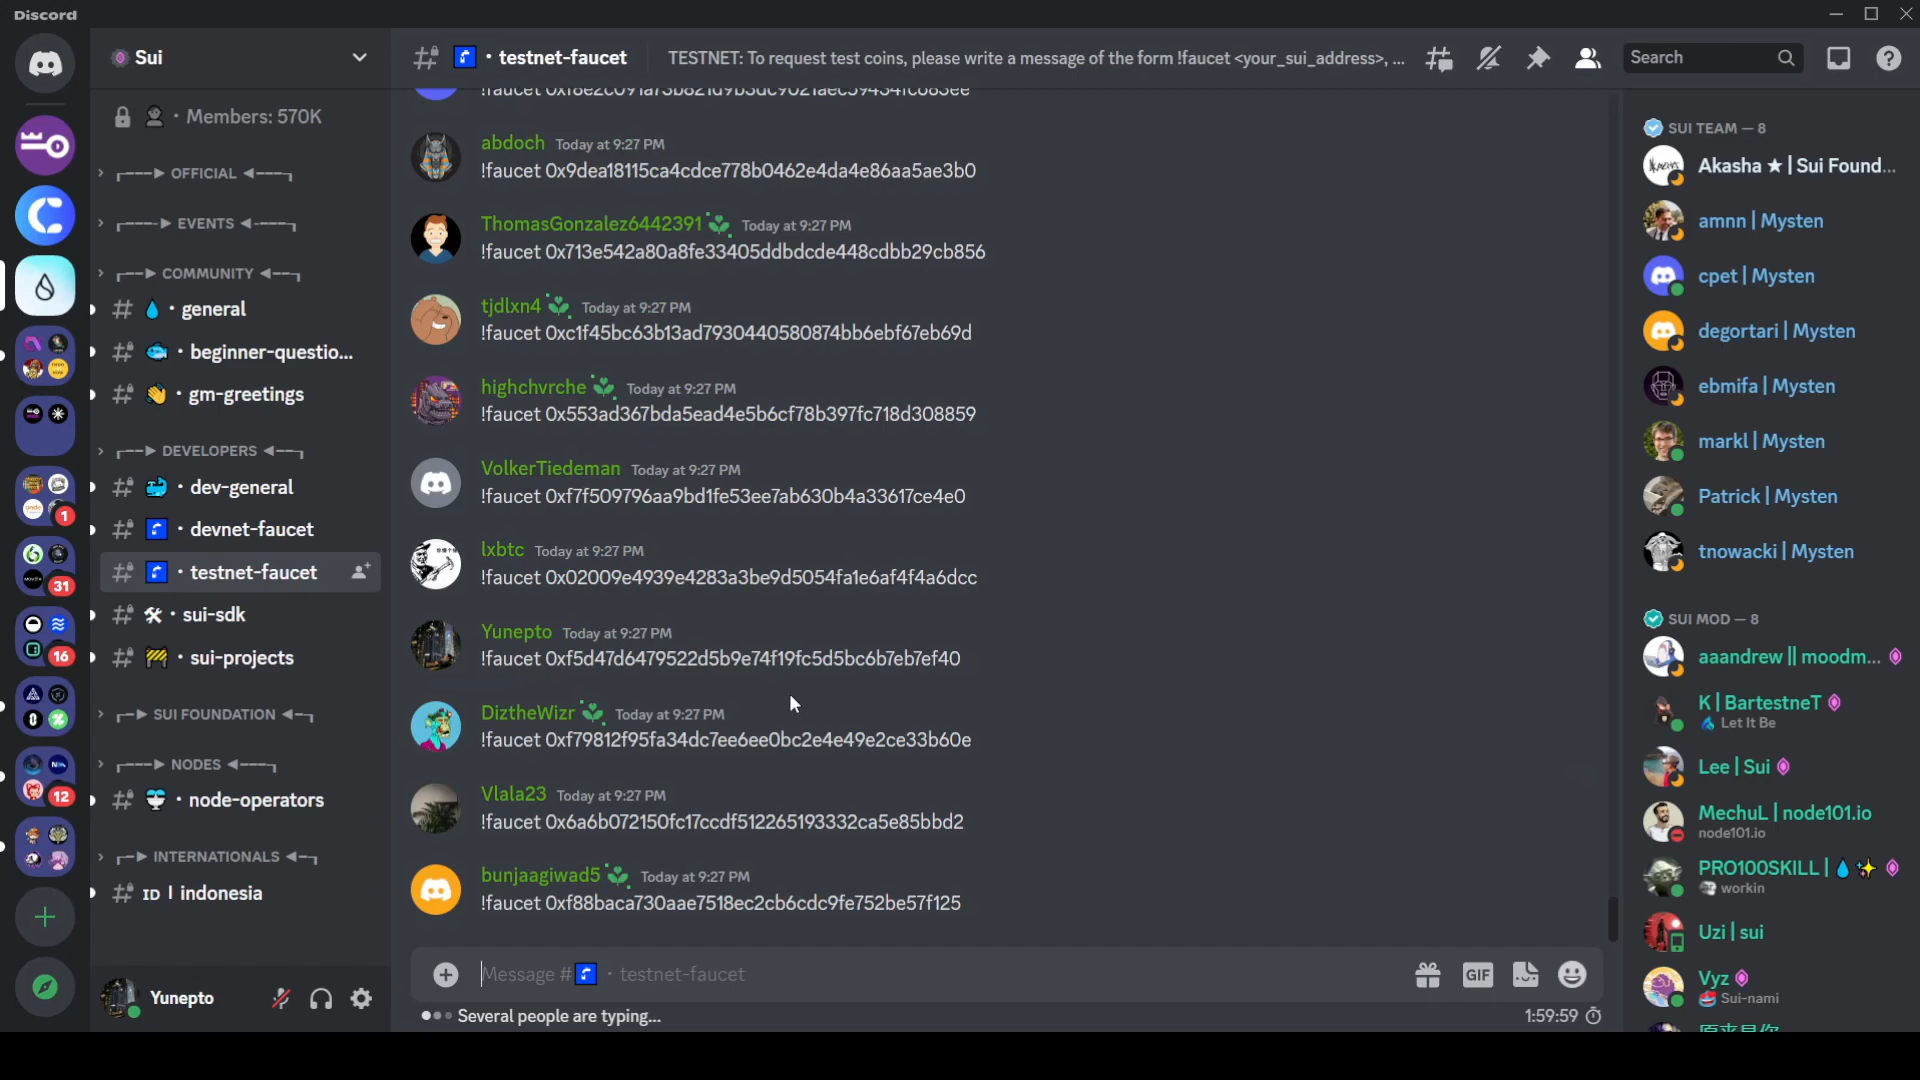 Discord
Sui
• testnet-faucet
TESTNET: To request test coins, please write a message of the form !faucet <your_sui_address>, ...
Search
• Members: 570K
OFFICIAL
EVENTS
COMMUNITY
• general
• beginner-questio...
• gm-greetings
DEVELOPERS
• dev-general
• devnet-faucet
• testnet-faucet
• sui-sdk
• sui-projects
SUI FOUNDATION
NODES
• node-operators
INTERNATIONALS
ID | indonesia
1
31
16
12
Yunepto
!faucet 0xf8e2c091a73b821d9b3dc9021aec59434fc683ee
abdoch Today at 9:27 PM
!faucet 0x9dea18115ca4cdce778b0462e4da4e86aa5ae3b0
ThomasGonzalez6442391 Today at 9:27 PM
!faucet 0x713e542a80a8fe33405ddbdcde448cdbb29cb856
tjdlxn4 Today at 9:27 PM
!faucet 0xc1f45bc63b13ad7930440580874bb6ebf67eb69d
highchvrche Today at 9:27 PM
!faucet 0x553ad367bda5ead4e5b6cf78b397fc718d308859
VolkerTiedeman Today at 9:27 PM
!faucet 0xf7f509796aa9bd1fe53ee7ab630b4a33617ce4e0
lxbtc Today at 9:27 PM
!faucet 0x02009e4939e4283a3be9d5054fa1e6af4f4a6dcc
Yunepto Today at 9:27 PM
!faucet 0xf5d47d6479522d5b9e74f19fc5d5bc6b7eb7ef40
DiztheWizr Today at 9:27 PM
!faucet 0xf79812f95fa34dc7ee6ee0bc2e4e49e2ce33b60e
Vlala23 Today at 9:27 PM
!faucet 0x6a6b072150fc17ccdf512265193332ca5e85bbd2
bunjaagiwad5 Today at 9:27 PM
!faucet 0xf88baca730aae7518ec2cb6cdc9fe752be57f125
Message # • testnet-faucet
GIF
Several people are typing...
1:59:59
SUI TEAM — 8
Akasha ★ | Sui Found...
amnn | Mysten
cpet | Mysten
degortari | Mysten
ebmifa | Mysten
markl | Mysten
Patrick | Mysten
tnowacki | Mysten
SUI MOD — 8
aaandrew || moodm...
K | BartestneT
Let It Be
Lee | Sui
MechuL | node101.io
node101.io
PRO100SKILL |
workin
Uzi | sui
Vyz
Sui-nami